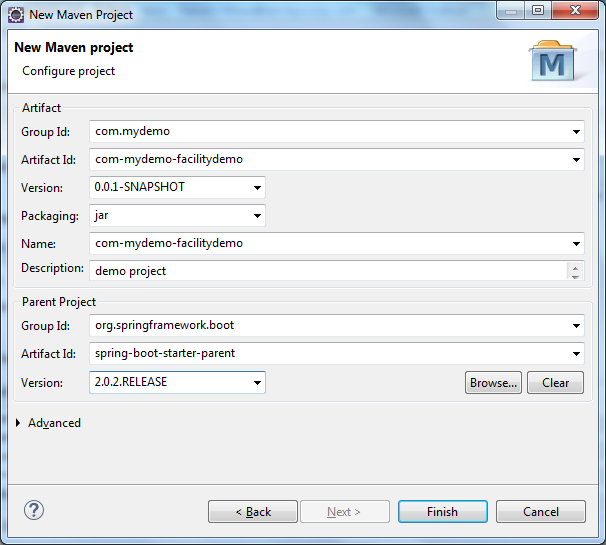 New Maven Project
New Maven project
Configure project
M
Artifact
Group Id: com.mydemo
Artifact Id: com-mydemo-facilitydemo
Version: 0.0.1-SNAPSHOT
Packaging: jar
Name: com-mydemo-facilitydemo
Description: demo project
Parent Project
Group Id: org.springframework.boot
Artifact Id: spring-boot-starter-parent
Version: 2.0.2.RELEASE Browse... Clear
Advanced
? < Back Next > Finish Cancel